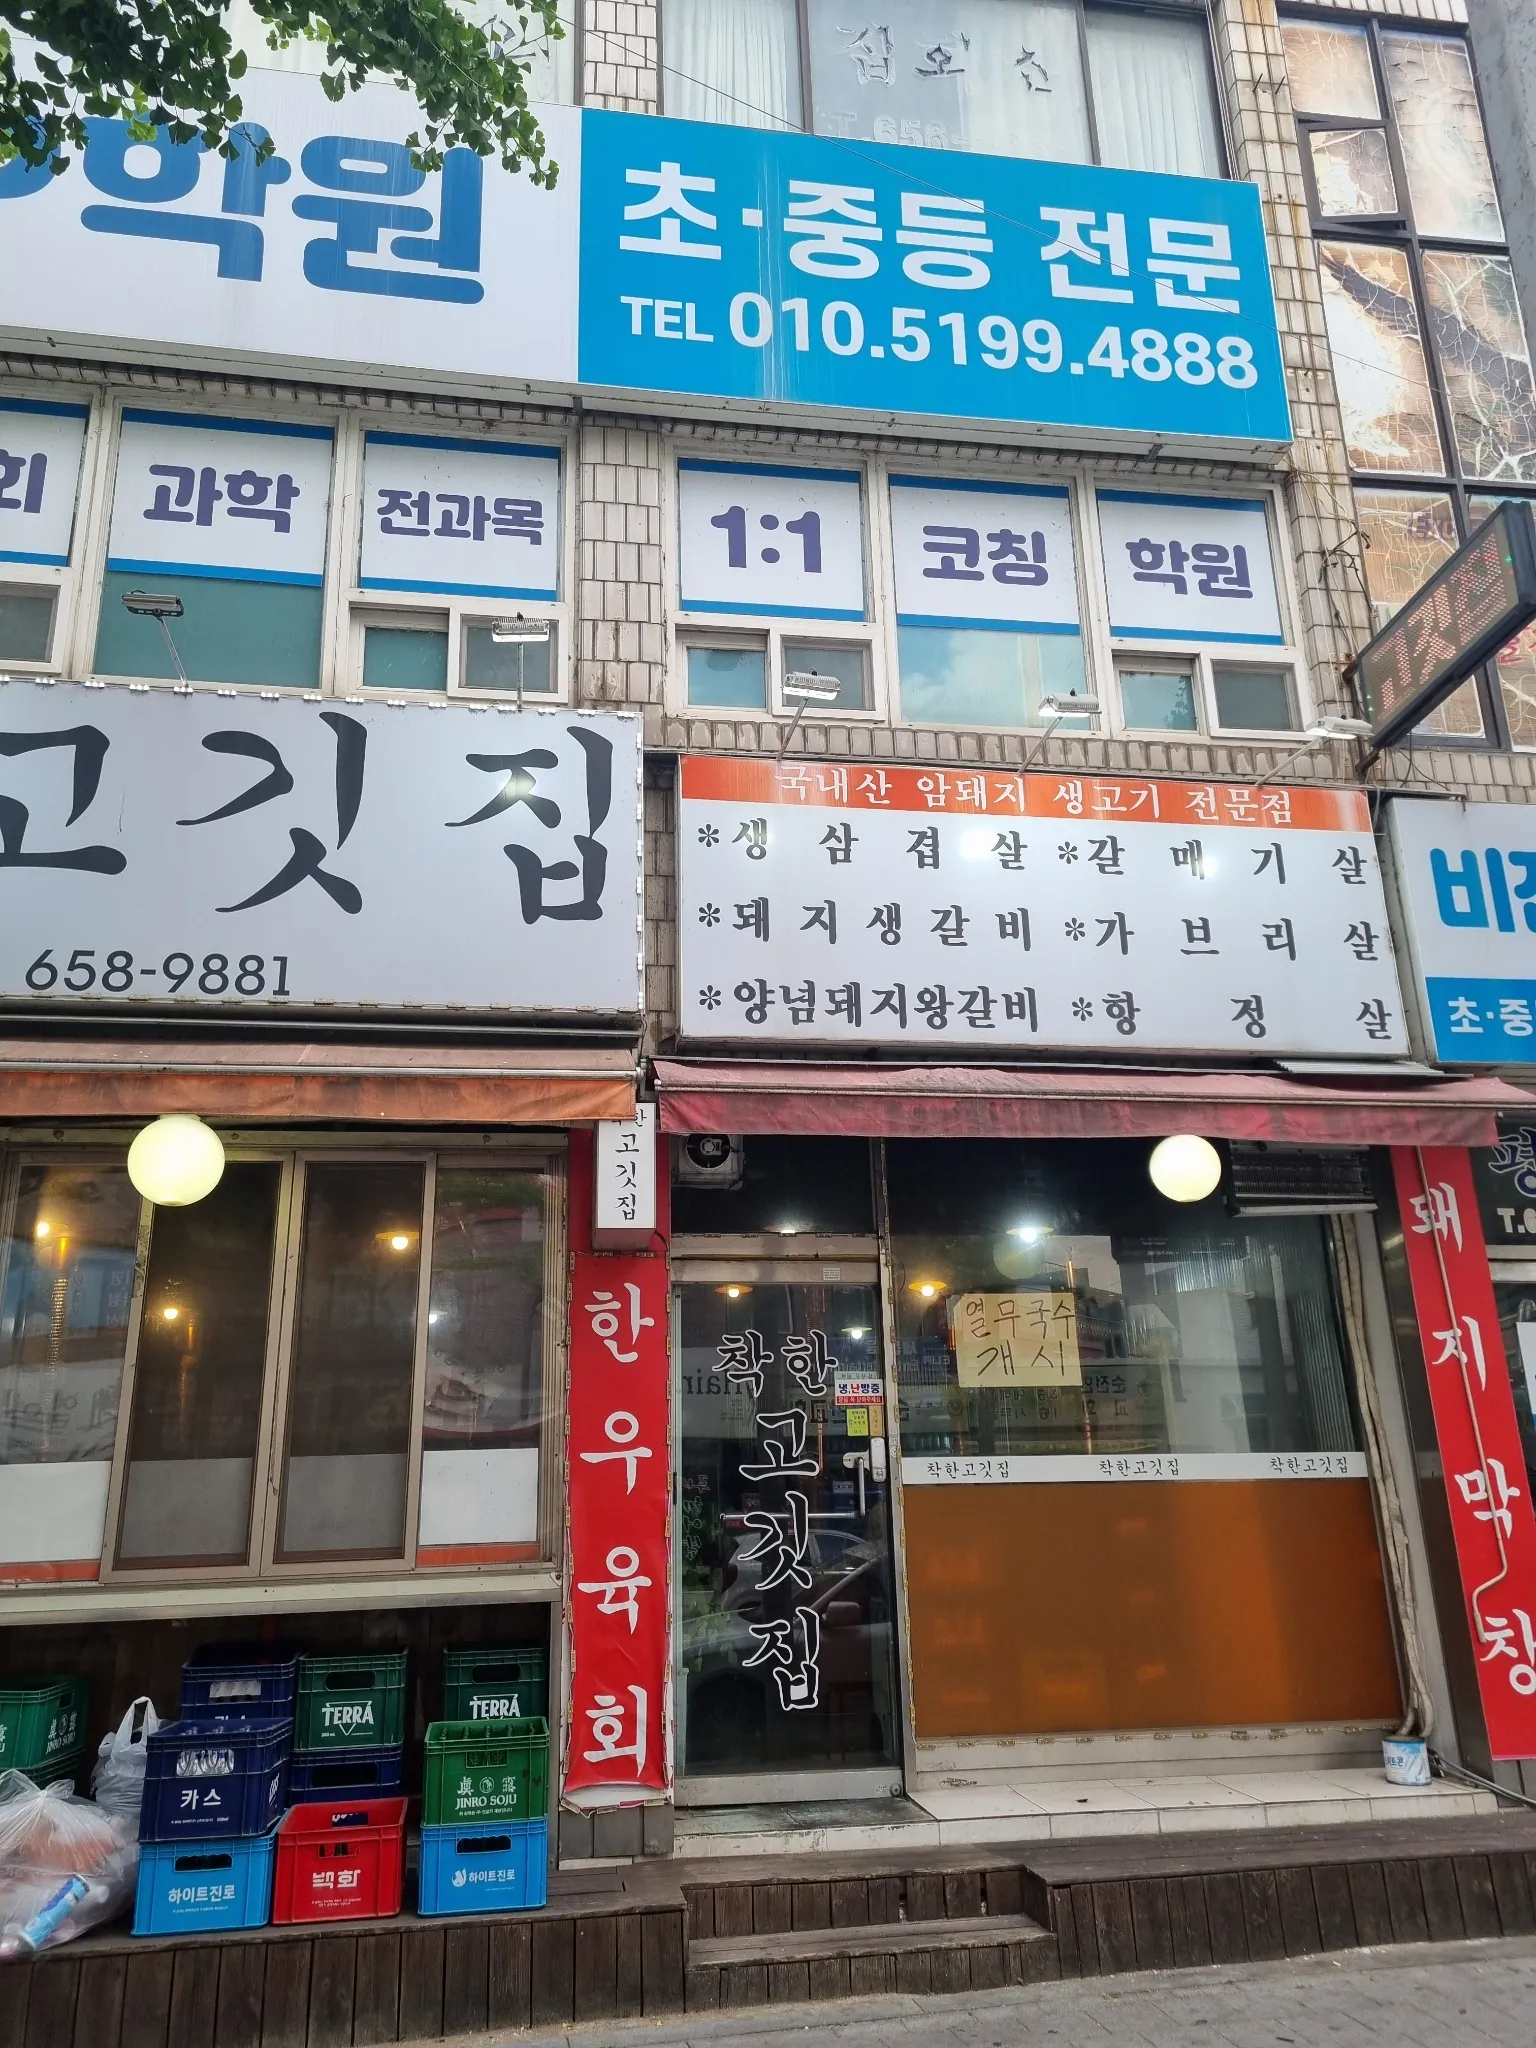 학원
초·중등 전문
TEL 010.5199.4888
회
과학
전과목
1:1
코칭
학원
고깃집
658-9881
국내산 암돼지 생고기 전문점
*생삼겹살 *갈매기살
*돼지생갈비 *가브리살
*양념돼지왕갈비 *항정살
초·중
고깃집
한우육회
착한
고깃집
냉,난방중
열무국수
개시
착한고깃집 착한고깃집 착한고깃집
돼지막창
TERRA
TERRA
카스
JINRO SOJU
JINRO SOJU
하이트진로
하이트진로